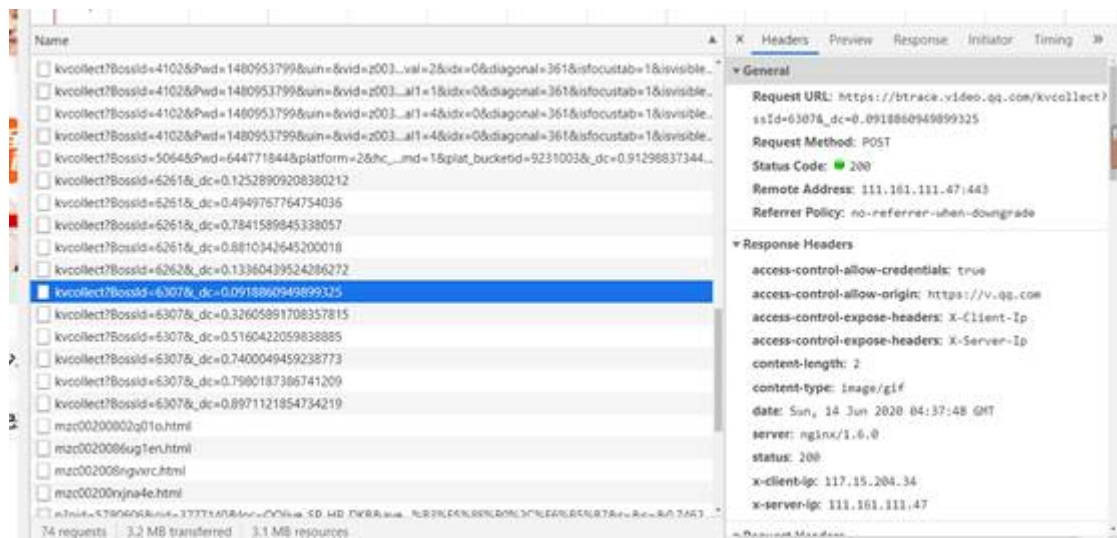 Name
kvcollect?BossId=4102&Pwd=1480953799&uin=&vid=z003...val=2&idx=0&diagonal=361&isfocustab=1&isvisible...
kvcollect?BossId=4102&Pwd=1480953799&uin=&vid=z003...al1=1&idx=0&diagonal=361&isfocustab=1&isvisible...
kvcollect?BossId=4102&Pwd=1480953799&uin=&vid=z003...al1=4&idx=0&diagonal=361&isfocustab=1&isvisible...
kvcollect?BossId=4102&Pwd=1480953799&uin=&vid=z003...al1=4&idx=0&diagonal=361&isfocustab=1&isvisible...
kvcollect?BossId=5064&Pwd=644771844&platform=2&hc_...md=1&plat_bucketid=9231003&_dc=0.91298837344...
kvcollect?BossId=6261&_dc=0.12528909208380212
kvcollect?BossId=6261&_dc=0.4949767764754036
kvcollect?BossId=6261&_dc=0.7841589845338057
kvcollect?BossId=6261&_dc=0.8810342645200018
kvcollect?BossId=6262&_dc=0.13360439524286272
kvcollect?BossId=6307&_dc=0.0918860949899325
kvcollect?BossId=6307&_dc=0.32605891708357815
kvcollect?BossId=6307&_dc=0.5160422059838885
kvcollect?BossId=6307&_dc=0.7400049459238773
kvcollect?BossId=6307&_dc=0.7980187386741209
kvcollect?BossId=6307&_dc=0.8971121854734219
mzc00200802q01o.html
mzc0020086ug1en.html
mzc002008ngvxrc.html
mzc00200nxjna4e.html
74 requests 3.2 MB transferred 3.1 MB resources
× Headers Preview Response Initiator Timing »
▾ General
Request URL: https://btrace.video.qq.com/kvcollect?
ssId=6307&_dc=0.0918860949899325
Request Method: POST
Status Code: 200
Remote Address: 111.161.111.47:443
Referrer Policy: no-referrer-when-downgrade
▾ Response Headers
access-control-allow-credentials: true
access-control-allow-origin: https://v.qq.com
access-control-expose-headers: X-Client-Ip
access-control-expose-headers: X-Server-Ip
content-length: 2
content-type: image/gif
date: Sun, 14 Jun 2020 04:37:48 GMT
server: nginx/1.6.0
status: 200
x-client-ip: 117.15.204.34
x-server-ip: 111.161.111.47